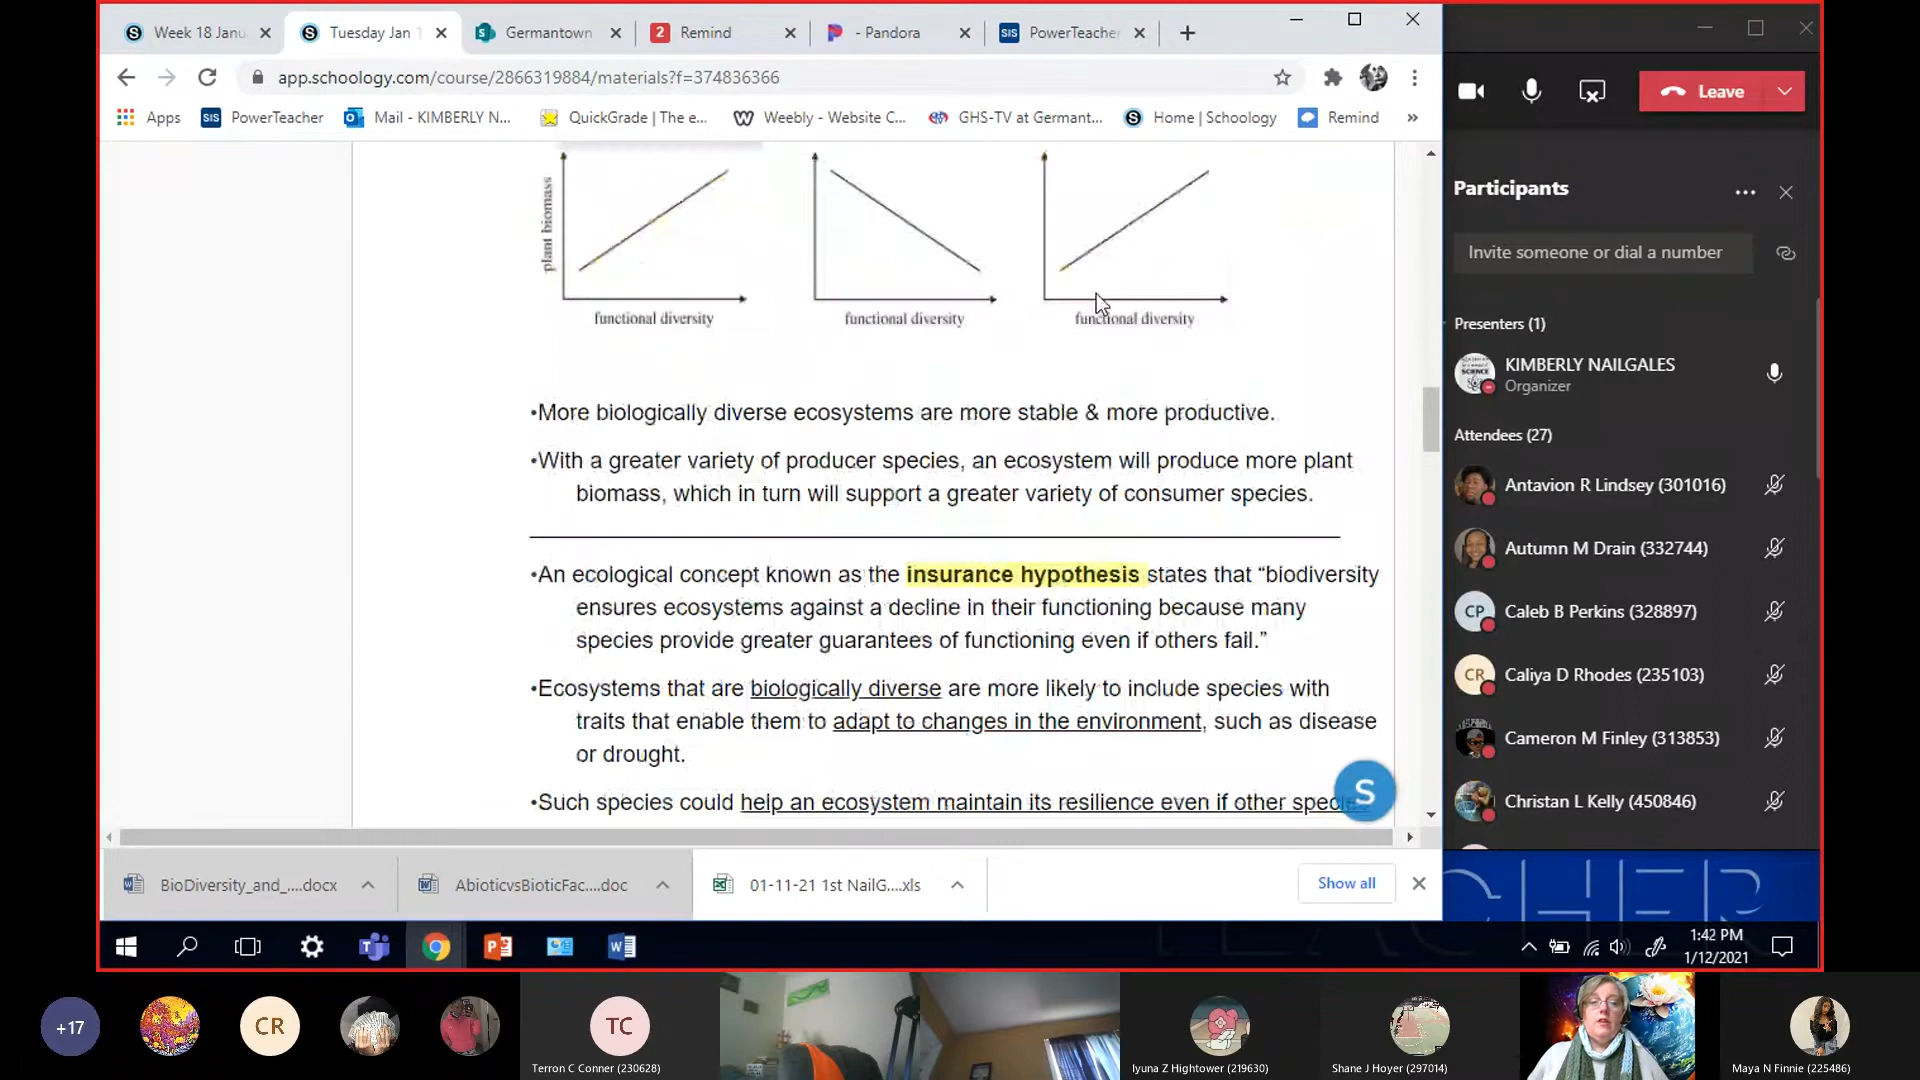 Week 18 Janu
Tuesday Jan 1
Germantown
2
Remind
- Pandora
SIS
PowerTeache
app.schoology.com/course/2866319884/materials?f=374836366
Apps
SIS
PowerTeacher
Mail - KIMBERLY N...
QuickGrade | The e...
Weebly - Website C...
GHS-TV at Germant...
Home | Schoology
Remind
»
plant biomass
functional diversity
functional diversity
functional diversity
•More biologically diverse ecosystems are more stable & more productive.
•With a greater variety of producer species, an ecosystem will produce more plant
biomass, which in turn will support a greater variety of consumer species.
•An ecological concept known as the insurance hypothesis states that “biodiversity
ensures ecosystems against a decline in their functioning because many
species provide greater guarantees of functioning even if others fail.”
•Ecosystems that are biologically diverse are more likely to include species with
traits that enable them to adapt to changes in the environment, such as disease
or drought.
•Such species could help an ecosystem maintain its resilience even if other species
S
BioDiversity_and_....docx
AbioticvsBioticFac....doc
01-11-21 1st NailG....xls
Show all
Leave
Participants
Invite someone or dial a number
Presenters (1)
KIMBERLY NAILGALES
Organizer
Attendees (27)
Antavion R Lindsey (301016)
Autumn M Drain (332744)
CP
Caleb B Perkins (328897)
CR
Caliya D Rhodes (235103)
Cameron M Finley (313853)
Christan L Kelly (450846)
1:42 PM
1/12/2021
+17
CR
TC
Terron C Conner (230628)
Iyuna Z Hightower (219630)
Shane J Hoyer (297014)
Maya N Finnie (225486)